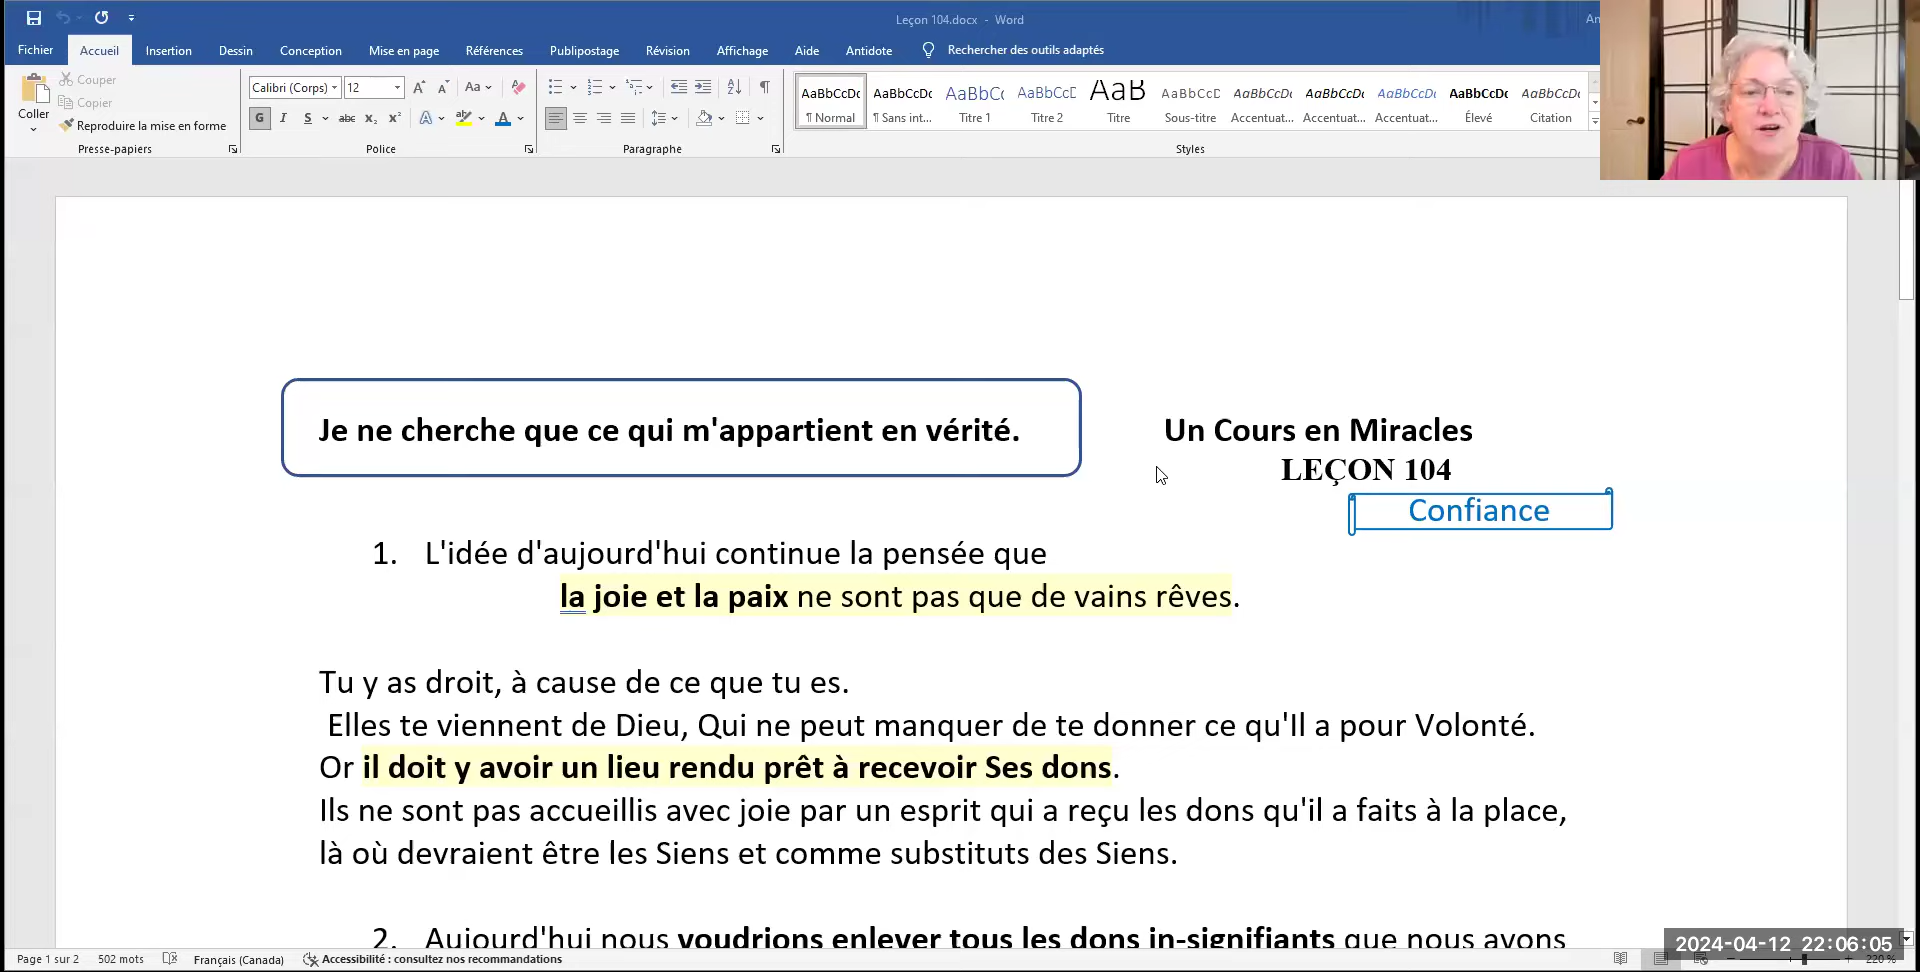 Leçon 104.docx - Word
An
Fichier Accueil Insertion Dessin Conception Mise en page Références Publipostage Révision Affichage Aide Antidote Rechercher des outils adaptés
Couper
Copier
Coller
Reproduire la mise en forme
Calibri (Corps) 12
AaBbCcDc AaBbCcDc AaBbCc AaBbCcD AaB AaBbCcD AaBbCcDc AaBbCcDc AaBbCcDc AaBbCcDc AaBbCcDc
¶ Normal ¶ Sans int... Titre 1 Titre 2 Titre Sous-titre Accentuat... Accentuat... Accentuat... Élevé Citation
Presse-papiers Police Paragraphe Styles
Je ne cherche que ce qui m'appartient en vérité. Un Cours en Miracles
LEÇON 104
Confiance
1. L'idée d'aujourd'hui continue la pensée que
la joie et la paix ne sont pas que de vains rêves.
Tu y as droit, à cause de ce que tu es.
Elles te viennent de Dieu, Qui ne peut manquer de te donner ce qu'Il a pour Volonté.
Or il doit y avoir un lieu rendu prêt à recevoir Ses dons.
Ils ne sont pas accueillis avec joie par un esprit qui a reçu les dons qu'il a faits à la place,
là où devraient être les Siens et comme substituts des Siens.
2. Aujourd'hui nous voudrions enlever tous les dons in-signifiants que nous avons
Page 1 sur 2 502 mots Français (Canada) Accessibilité : consultez nos recommandations 220 %
2024-04-12 22:06:05